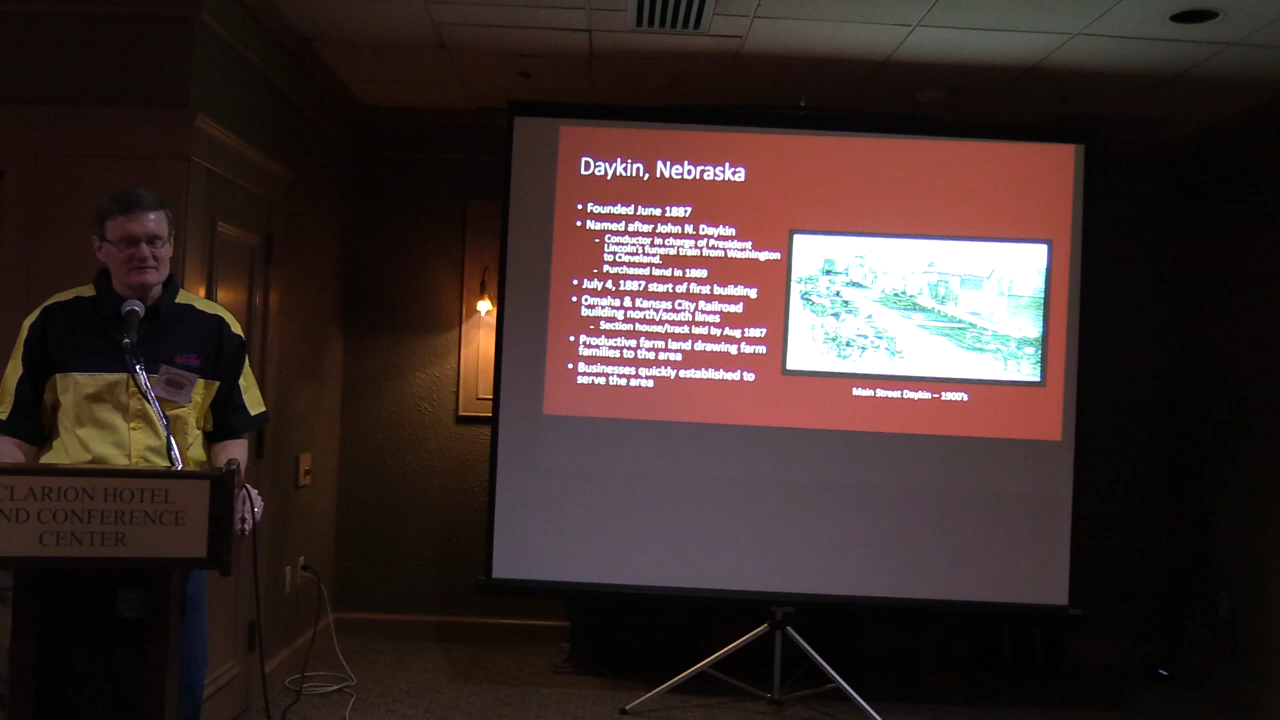 Daykin, Nebraska
• Founded June 1887
• Named after John N. Daykin
- Conductor in charge of President
Lincoln's funeral train from Washington
to Cleveland.
- Purchased land in 1869
• July 4, 1887 start of first building
• Omaha & Kansas City Railroad
building north/south lines
- Section house/track laid by Aug 1887
• Productive farm land drawing farm
families to the area
• Businesses quickly established to
serve the area
Main Street Daykin – 1900's
CLARION HOTEL
ND CONFERENCE
CENTER